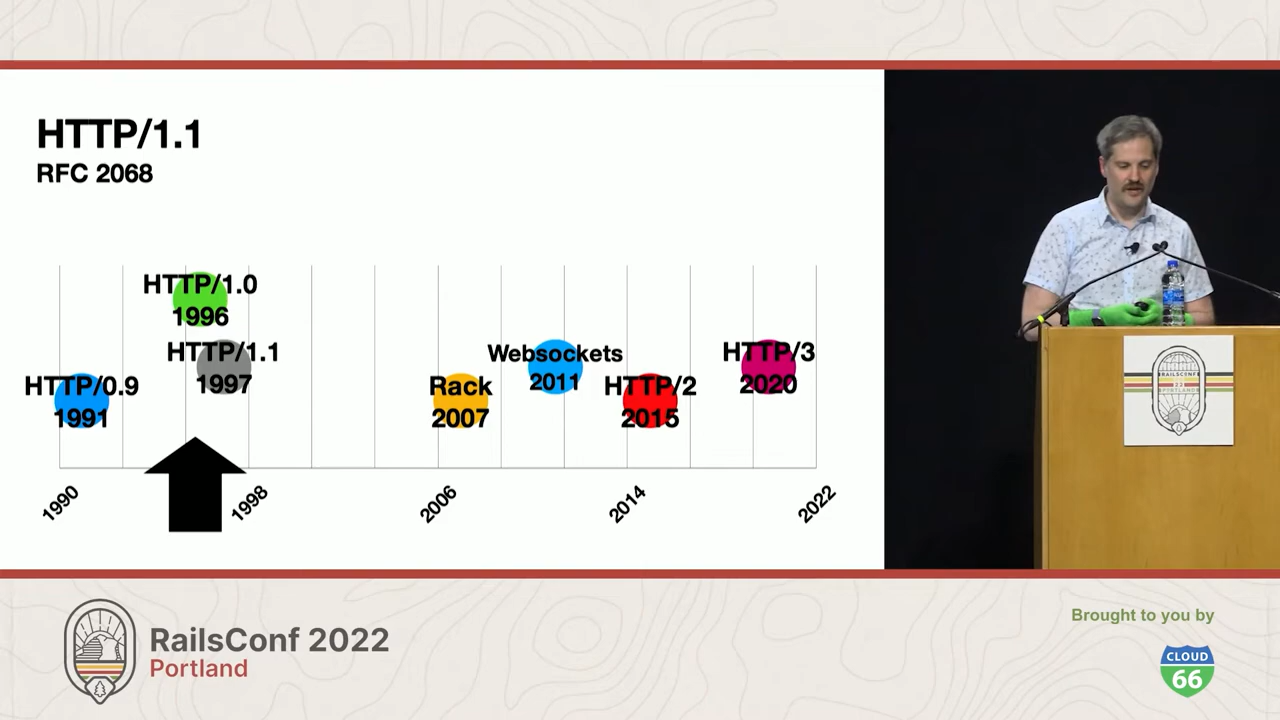 HTTP/1.1
RFC 2068
HTTP/1.0
1996
HTTP/1.1
1997
Websockets
2011
HTTP/3
2020
HTTP/0.9
1991
Rack
2007
HTTP/2
2015
1990
1998
2006
2014
2022
RAILSCONF
PORTLAND
RailsConf 2022
Portland
Brought to you by
CLOUD
66